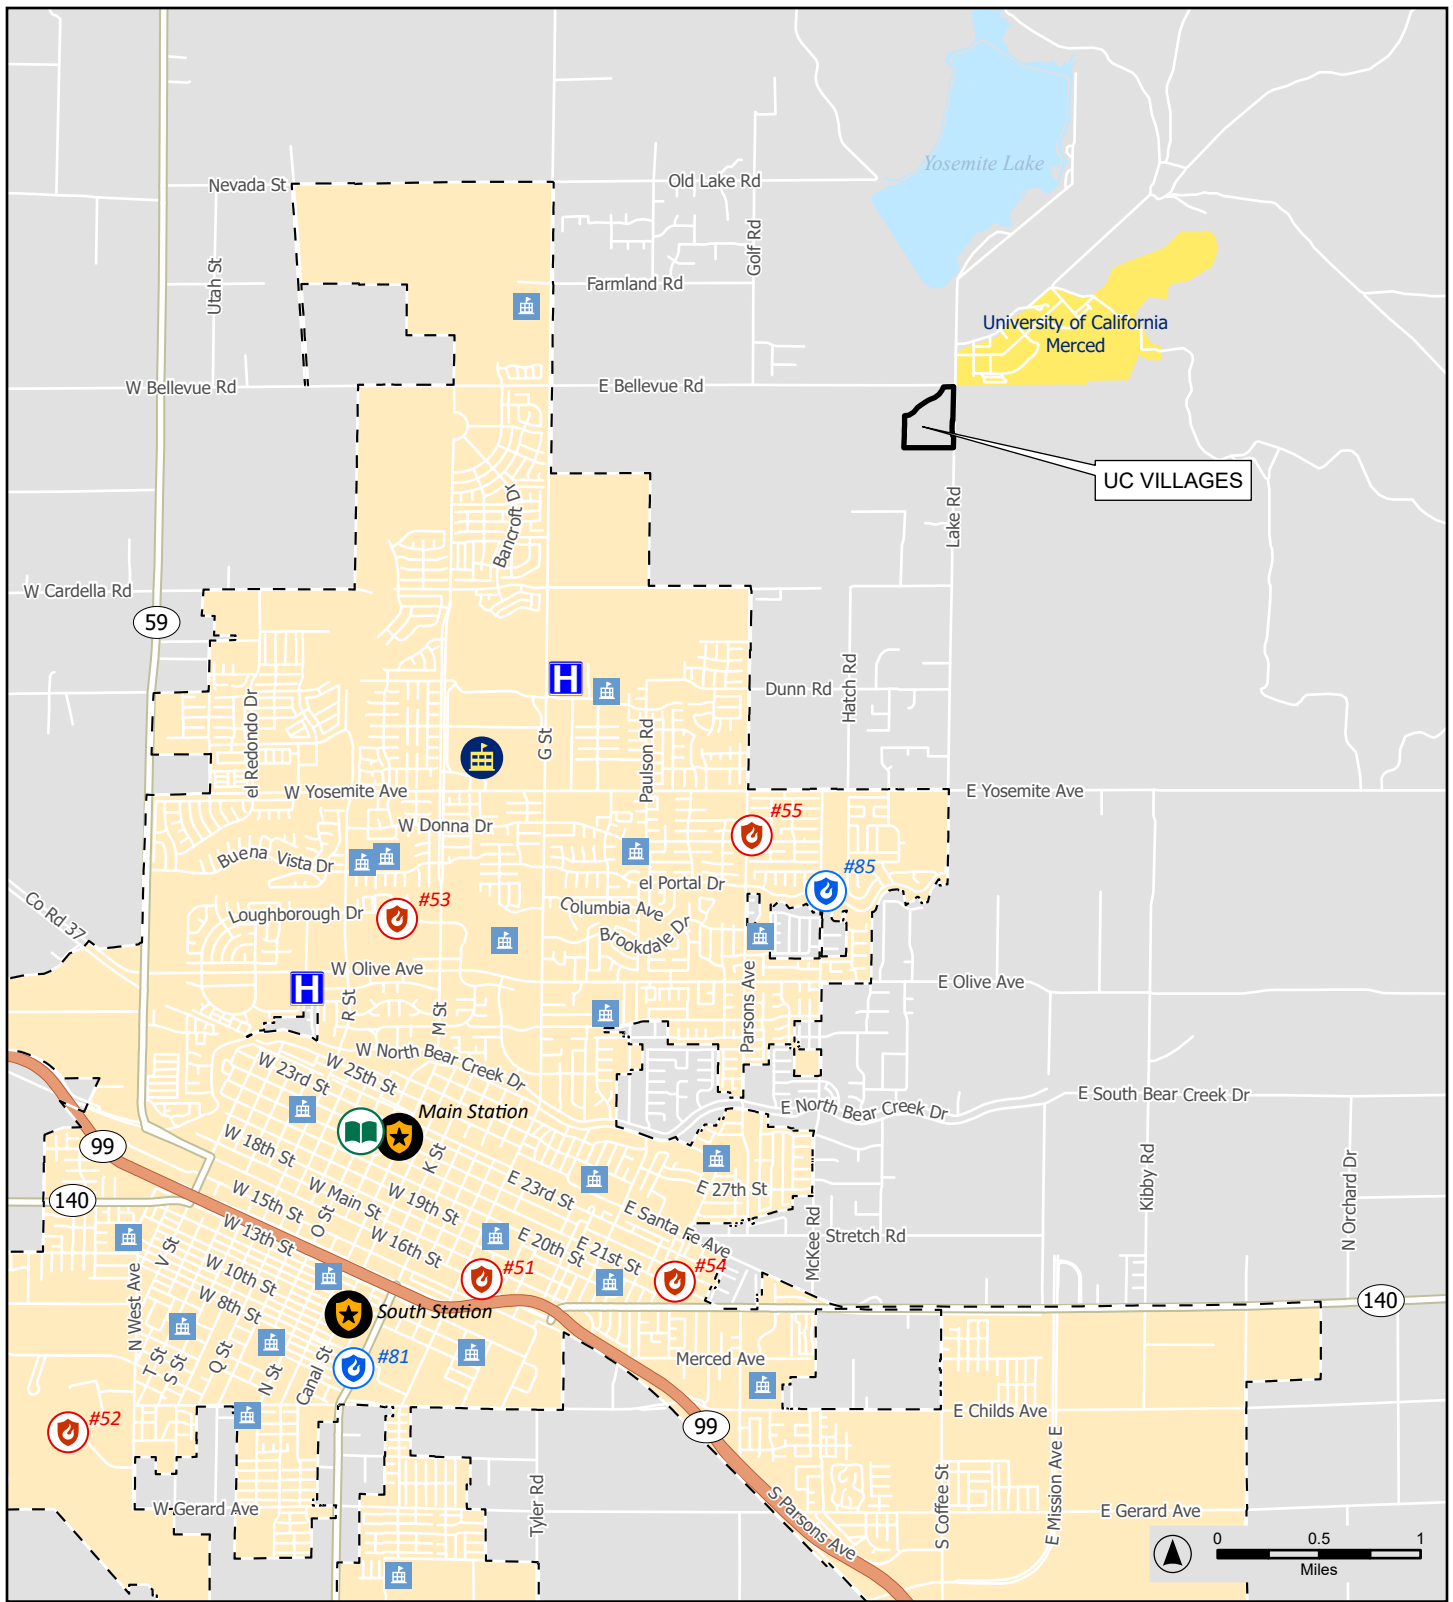 Yosemite Lake
Nevada St
Old Lake Rd
Golf Rd
Utah St
Farmland Rd
University of California
Merced
W Bellevue Rd
E Bellevue Rd
UC VILLAGES
Bancroft Dr
Lake Rd
W Cardella Rd
59
H
Dunn Rd
Hatch Rd
el Redondo Dr
G St
Paulson Rd
W Yosemite Ave
E Yosemite Ave
#55
W Donna Dr
Buena Vista Dr
#85
el Portal Dr
#53
Columbia Ave
Loughborough Dr
Brookdale Dr
Co Rd 37
W Olive Ave
E Olive Ave
H
R St
M St
Parsons Ave
W North Bear Creek Dr
W 25th St
W 23rd St
E South Bear Creek Dr
E North Bear Creek Dr
Main Station
99
W 18th St
K St
140
W 15th St
W Main St
W 19th St
E 23rd St
E 27th St
Kibby Rd
N Orchard Dr
O St
W 13th St
W 16th St
E Santa Fe Ave
McKee Rd
Stretch Rd
V St
W 10th St
E 20th St
E 21st St
#51
#54
N West Ave
W 8th St
South Station
140
T St
S St
Q St
N St
Canal St
#81
Merced Ave
#52
99
E Childs Ave
W Gerard Ave
Tyler Rd
S Parsons Ave
S Coffee St
E Mission Ave E
E Gerard Ave
0 0.5 1
Miles